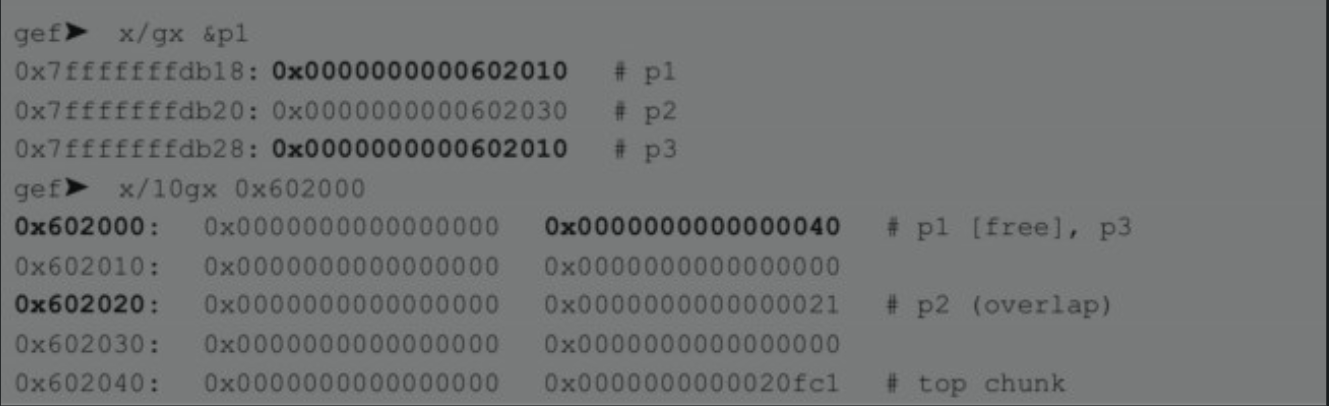 gef➤  x/gx &p1
0x7fffffffdb18: 0x0000000000602010   # p1
0x7fffffffdb20: 0x0000000000602030   # p2
0x7fffffffdb28: 0x0000000000602010   # p3
gef➤  x/10gx 0x602000
0x602000:   0x0000000000000000   0x0000000000000040   # p1 [free], p3
0x602010:   0x0000000000000000   0x0000000000000000
0x602020:   0x0000000000000000   0x0000000000000021   # p2 (overlap)
0x602030:   0x0000000000000000   0x0000000000000000
0x602040:   0x0000000000000000   0x0000000000020fc1   # top chunk